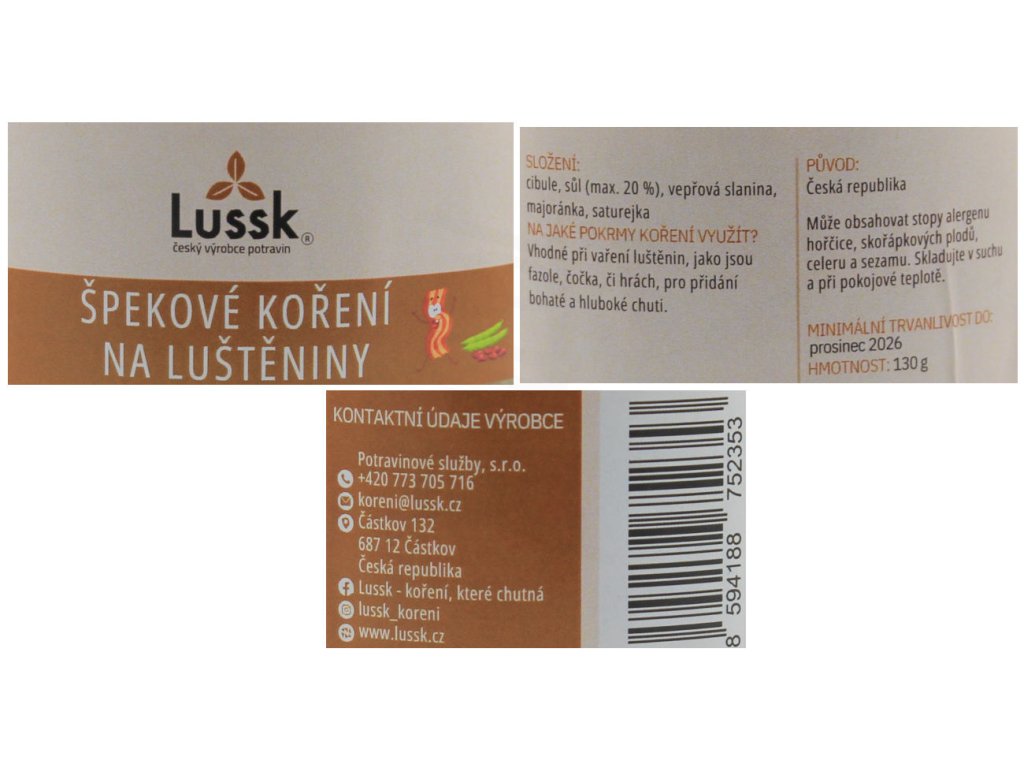 Lussk®
český výrobce potravin
ŠPEKOVÉ KOŘENÍ
NA LUŠTĚNINY
SLOŽENÍ:
cibule, sůl (max. 20 %), vepřová slanina,
majoránka, saturejka
NA JAKÉ POKRMY KOŘENÍ VYUŽÍT?
Vhodné při vaření luštěnin, jako jsou
fazole, čočka, či hrách, pro přidání
bohaté a hluboké chuti.
PŮVOD:
Česká republika
Může obsahovat stopy alergenu
hořčice, skořápkových plodů,
celeru a sezamu. Skladujte v suchu
a při pokojové teplotě.
MINIMÁLNÍ TRVANLIVOST DO:
prosinec 2026
HMOTNOST: 130 g
KONTAKTNÍ ÚDAJE VÝROBCE
Potravinové služby, s.r.o.
+420 773 705 716
koreni@lussk.cz
Částkov 132
687 12 Částkov
Česká republika
Lussk - koření, které chutná
lussk_koreni
www.lussk.cz
8 594188 752353